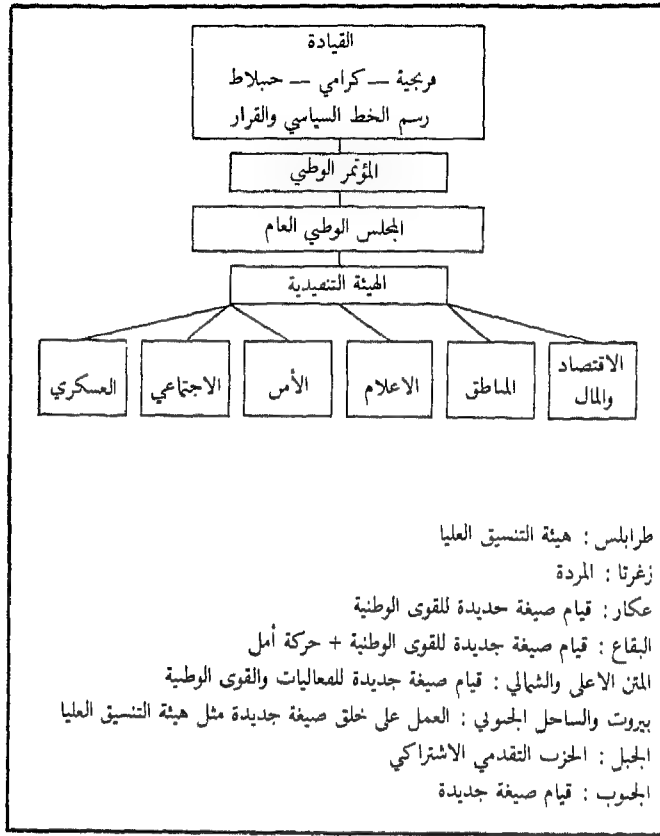 القيادة
فرنجية — كرامي — جنبلاط
رسم الخط السياسي والقرار
المؤتمر الوطني
المجلس الوطني العام
الهيئة التنفيذية
الاقتصاد
والمال
المناطق
الاعلام
الأمن
الاجتماعي
العسكري
طرابلس : هيئة التنسيق العليا
زغرتا : المردة
عكار : قيام صيغة جديدة للقوى الوطنية
البقاع : قيام صيغة جديدة للقوى الوطنية + حركة أمل
المتن الاعلى والشمالي : قيام صيغة جديدة للفعاليات والقوى الوطنية
بيروت والساحل الجنوبي : العمل على خلق صيغة جديدة مثل هيئة التنسيق العليا
الجبل : الحزب التقدمي الاشتراكي
الجنوب : قيام صيغة جديدة